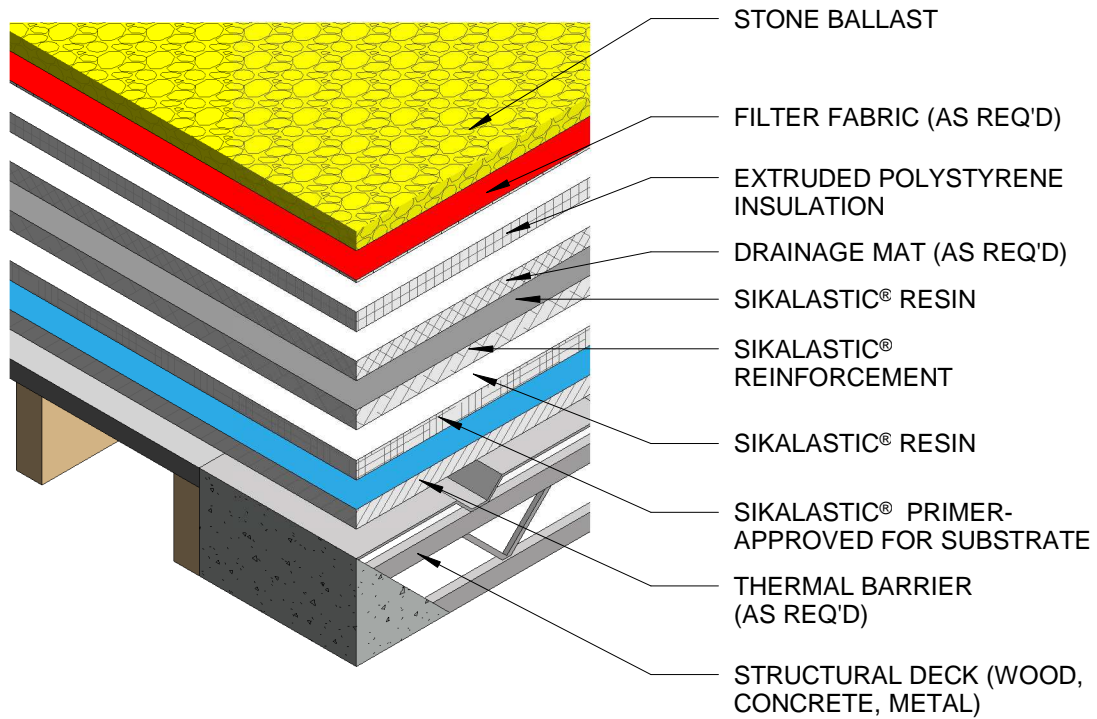 STONE BALLAST
FILTER FABRIC (AS REQ'D)
EXTRUDED POLYSTYRENE
INSULATION
DRAINAGE MAT (AS REQ'D)
SIKALASTIC® RESIN
SIKALASTIC®
REINFORCEMENT
SIKALASTIC® RESIN
SIKALASTIC® PRIMER-
APPROVED FOR SUBSTRATE
THERMAL BARRIER
(AS REQ'D)
STRUCTURAL DECK (WOOD,
CONCRETE, METAL)